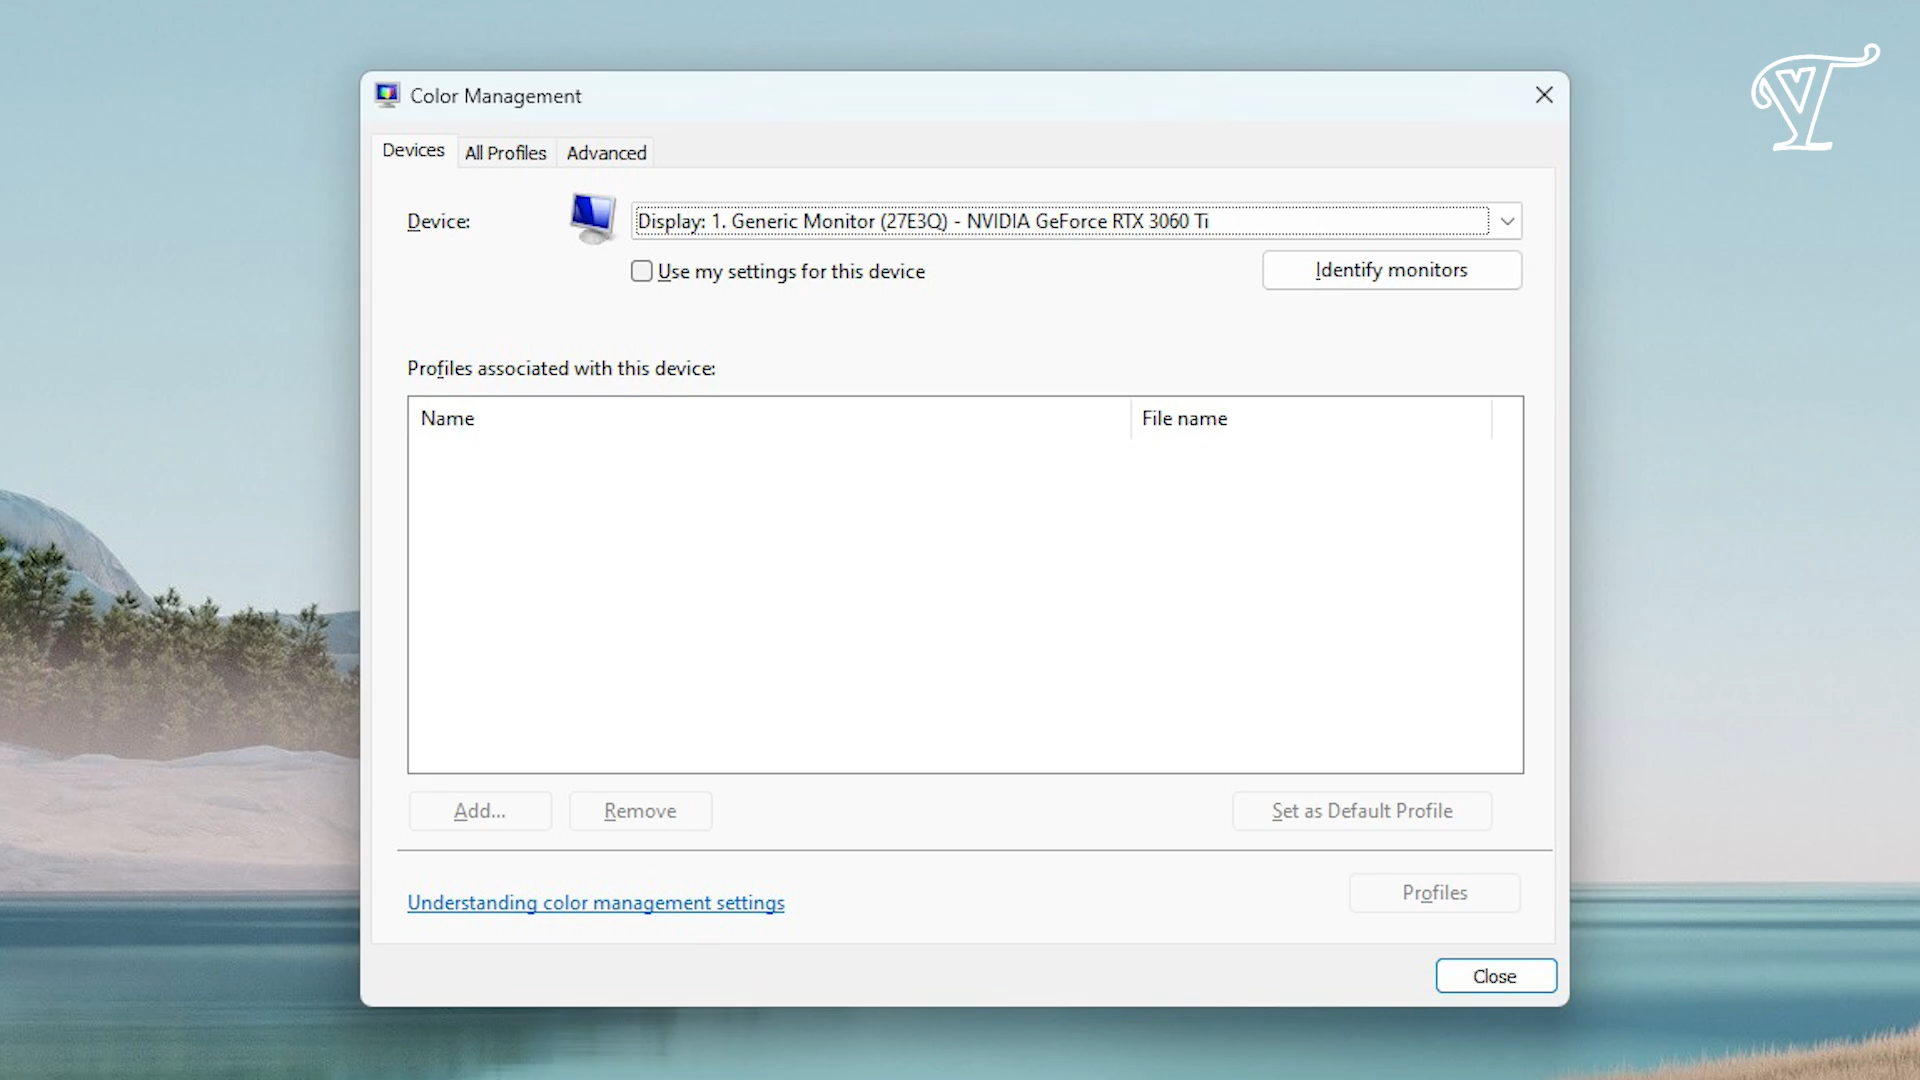 Color Management
Devices
All Profiles
Advanced
Device:
Display: 1. Generic Monitor (27E3Q) - NVIDIA GeForce RTX 3060 Ti
Use my settings for this device
Identify monitors
Profiles associated with this device:
Name
File name
Add...
Remove
Set as Default Profile
Understanding color management settings
Profiles
Close